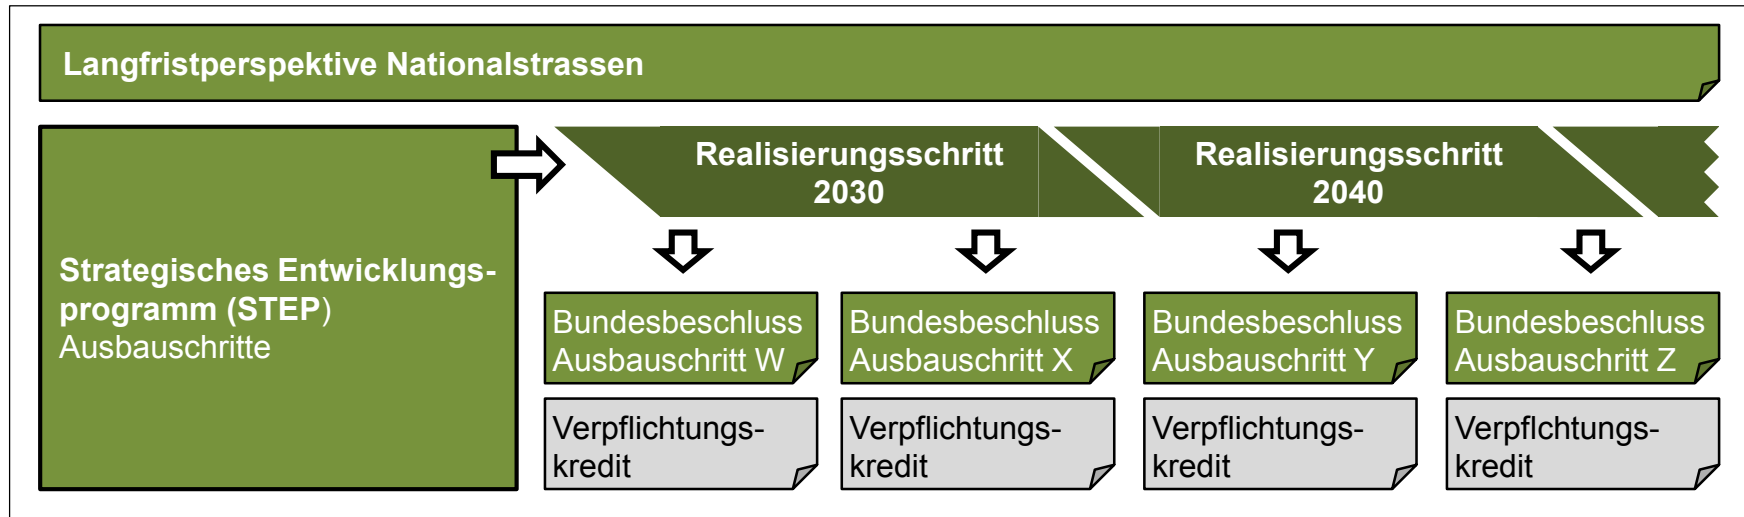 Langfristperspektive Nationalstrassen
Strategisches Entwicklungs-
programm (STEP)
Ausbauschritte
Realisierungsschritt
2030
Realisierungsschritt
2040
Bundesbeschluss
Ausbauschritt W
Bundesbeschluss
Ausbauschritt X
Bundesbeschluss
Ausbauschritt Y
Bundesbeschluss
Ausbauschritt Z
Verpflichtungs-
kredit
Verpflichtungs-
kredit
Verpflichtungs-
kredit
Verpflchtungs-
kredit